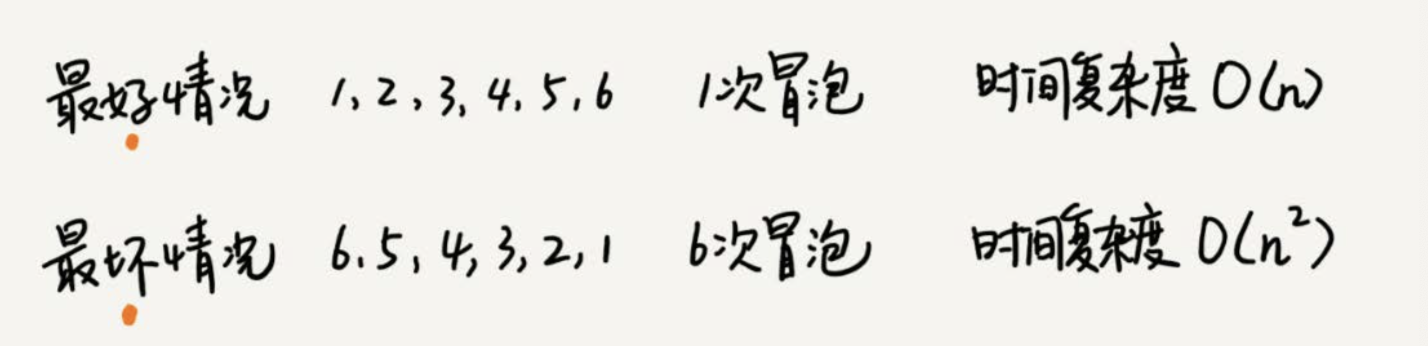 最好情况 1,2,3,4,5,6 1次冒泡 时间复杂度 O(n)
最坏情况 6,5,4,3,2,1 6次冒泡 时间复杂度 O(n²)